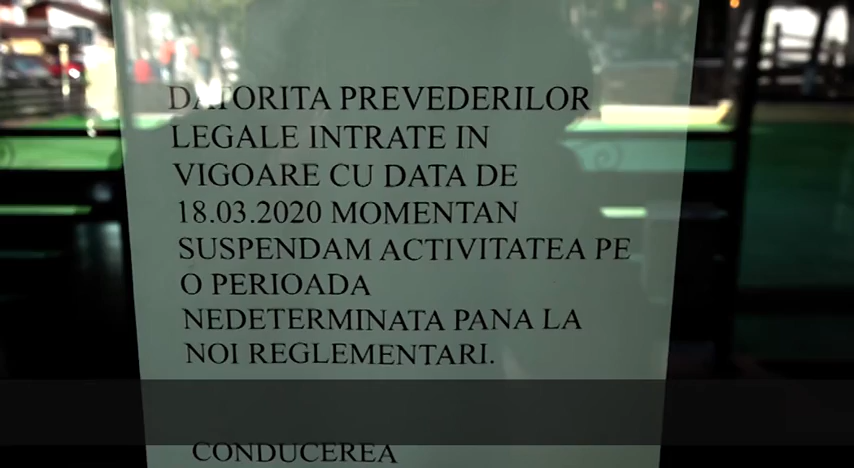 DATORITA PREVEDERILOR
LEGALE INTRATE IN
VIGOARE CU DATA DE
18.03.2020 MOMENTAN
SUSPENDAM ACTIVITATEA PE
O PERIOADA
NEDETERMINATA PANA LA
NOI REGLEMENTARI.
CONDUCEREA